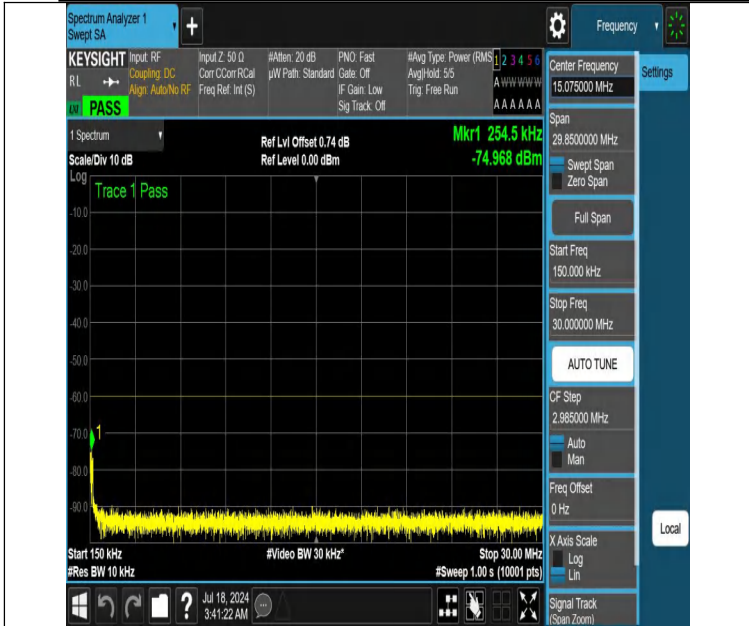 Spectrum Analyzer 1
Swept SA
Frequency
KEYSIGHT
RL
PASS
Input: RF
Coupling: DC
Align: Auto/No RF
Input Z: 50 Ω
Corr CCorr RCal
Freq Ref: Int (S)
#Atten: 20 dB
µW Path: Standard
PNO: Fast
Gate: Off
IF Gain: Low
Sig Track: Off
#Avg Type: Power (RMS
Avg|Hold: 5/5
Trig: Free Run
1 2 3 4 5 6
A W W W W W
A A A A A A
1 Spectrum
Scale/Div 10 dB
Ref Lvl Offset 0.74 dB
Ref Level 0.00 dBm
Mkr1 254.5 kHz
-74.968 dBm
Log
Trace 1 Pass
-10.0
-20.0
-30.0
-40.0
-50.0
-60.0
-70.0
-80.0
-90.0
1
Start 150 kHz
#Res BW 10 kHz
#Video BW 30 kHz*
Stop 30.00 MHz
#Sweep 1.00 s (10001 pts)
Jul 18, 2024
3:41:22 AM
Center Frequency
15.075000 MHz
Settings
Span
29.8500000 MHz
Swept Span
Zero Span
Full Span
Start Freq
150.000 kHz
Stop Freq
30.000000 MHz
AUTO TUNE
CF Step
2.985000 MHz
Auto
Man
Freq Offset
0 Hz
X Axis Scale
Log
Lin
Local
Signal Track
(Span Zoom)